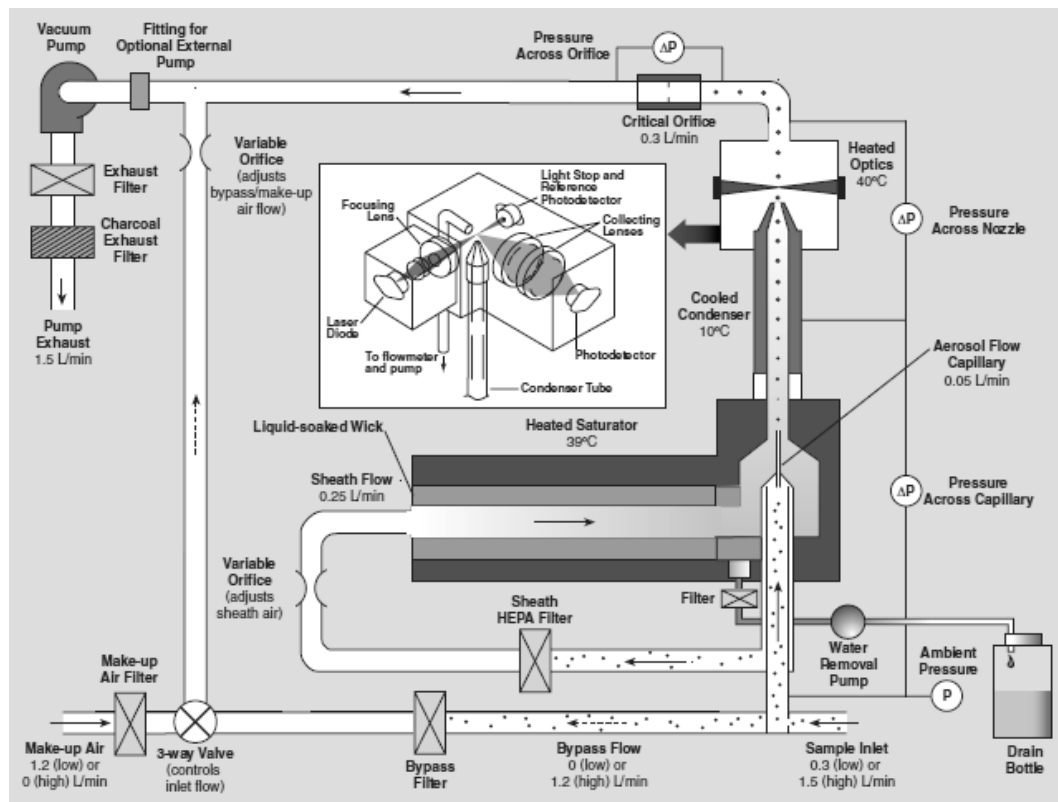 Vacuum
Pump
Fitting for
Optional External
Pump
Pressure
Across Orifice
ΔP
Critical Orifice
0.3 L/min
Variable
Orifice
(adjusts
bypass/make-up
air flow)
Exhaust
Filter
Charcoal
Exhaust
Filter
Pump
Exhaust
1.5 L/min
Light Stop and
Reference
Photodetector
Focusing
Lens
Collecting
Lenses
Laser
Diode
To flowmeter
and pump
Photodetector
Condenser Tube
Heated
Optics
40ºC
ΔP
Pressure
Across Nozzle
Cooled
Condenser
10ºC
Aerosol Flow
Capillary
0.05 L/min
Liquid-soaked Wick
Heated Saturator
39ºC
Sheath Flow
0.25 L/min
ΔP
Pressure
Across Capillary
Variable
Orifice
(adjusts
sheath air)
Sheath
HEPA Filter
Filter
Water
Removal
Pump
Ambient
Pressure
P
Drain
Bottle
Make-up
Air Filter
Make-up Air
1.2 (low) or
0 (high) L/min
3-way Valve
(controls
inlet flow)
Bypass
Filter
Bypass Flow
0 (low) or
1.2 (high) L/min
Sample Inlet
0.3 (low) or
1.5 (high) L/min